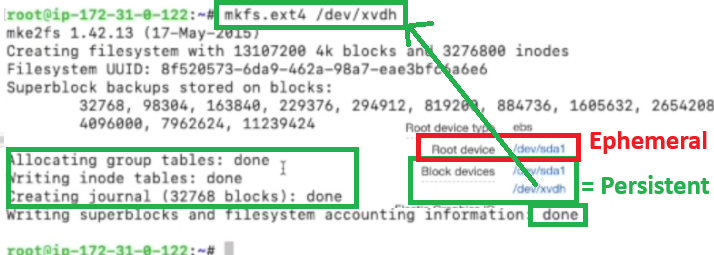 root@ip-172-31-0-122:~# mkfs.ext4 /dev/xvdh
mke2fs 1.42.13 (17-May-2015)
Creating filesystem with 13107200 4k blocks and 3276800 inodes
Filesystem UUID: 8f520573-6da9-462a-98a7-eae3bfc6a6e6
Superblock backups stored on blocks:
32768, 98304, 163840, 229376, 294912, 819200, 884736, 1605632, 2654208
4096000, 7962624, 11239424
Root device type ebs
Root device /dev/sda1 Ephemeral
Block devices /dev/sda1
/dev/xvdh = Persistent
Allocating group tables: done
Writing inode tables: done
Creating journal (32768 blocks): done
Writing superblocks and filesystem accounting information: done
root@ip-172-31-0-122:~#